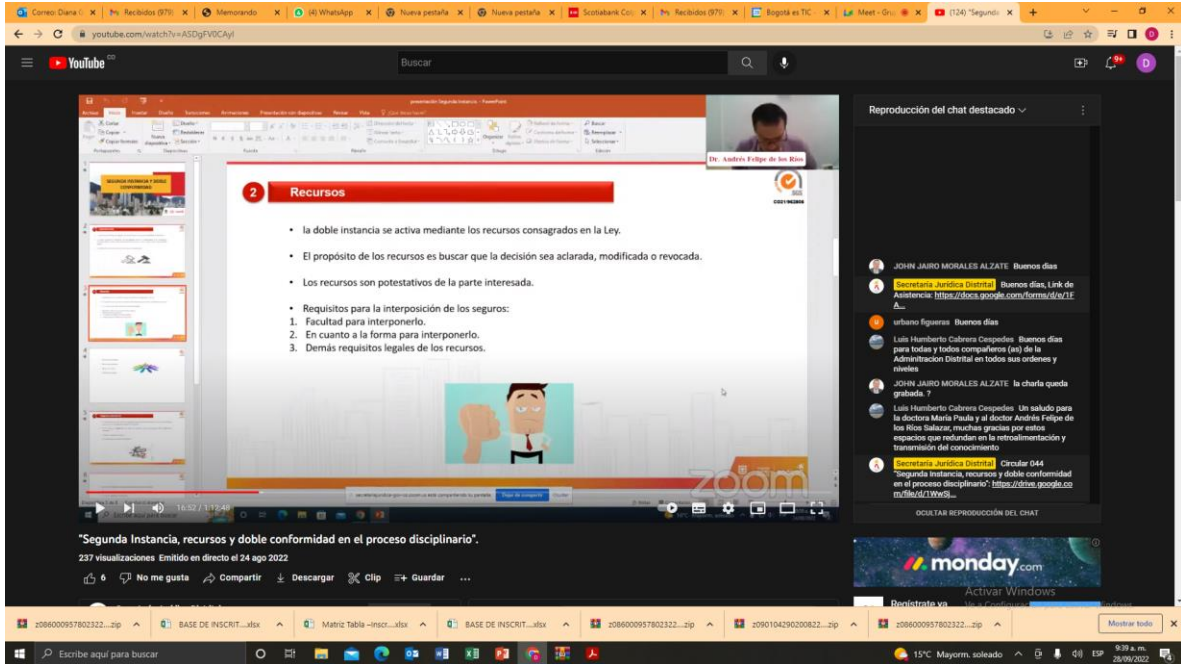 Correo: Diana C
Recibidos (979)
Memorando
(4) WhatsApp
Nueva pestaña
Nueva pestaña
Scotiabank Col
Recibidos (979)
Bogotá es TIC -
Meet - Gru
(124) "Segunda
youtube.com/watch?v=ASDgFV0CAyI
YouTube CO
Buscar
9+
D
presentación Segunda Instancia - PowerPoint
Dr. Andrés Felipe de los Ríos
SEGUNDA INSTANCIA Y DOBLE CONFORMIDAD
2 Recursos
SGS
• la doble instancia se activa mediante los recursos consagrados en la Ley.
• El propósito de los recursos es buscar que la decisión sea aclarada, modificada o revocada.
• Los recursos son potestativos de la parte interesada.
• Requisitos para la interposición de los seguros:
1. Facultad para interponerlo.
2. En cuanto a la forma para interponerlo.
3. Demás requisitos legales de los recursos.
zoom
16:52 / 1:12:48
Reproducción del chat destacado
JOHN JAIRO MORALES ALZATE Buenos dias
Secretaría Jurídica Distrital Buenos días, Link de
Asistencia: https://docs.google.com/forms/d/e/1F
A...
urbano figueras Buenos días
Luis Humberto Cabrera Cespedes Buenos días
para todas y todos compañeros (as) de la
Adminitracion Distrital en todos sus ordenes y
niveles
JOHN JAIRO MORALES ALZATE la charla queda
grabada. ?
Luis Humberto Cabrera Cespedes Un saludo para
la doctora María Paula y al doctor Andrés Felipe de
los Ríos Salazar, muchas gracias por estos
espacios que redundan en la retroalimentación y
transmisión del conocimiento
Secretaría Jurídica Distrital Circular 044
"Segunda Instancia, recursos y doble conformidad
en el proceso disciplinario": https://drive.google.co
m/file/d/1WwSj...
OCULTAR REPRODUCCIÓN DEL CHAT
"Segunda Instancia, recursos y doble conformidad en el proceso disciplinario".
237 visualizaciones Emitido en directo el 24 ago 2022
6 No me gusta Compartir Descargar Clip Guardar ...
monday.com
Activar Windows
Regístrate ya
z086000957802322....zip
BASE DE INSCRIT....xlsx
Matriz Tabla –Inscr....xlsx
BASE DE INSCRIT....xlsx
z086000957802322....zip
z090104290200822....zip
z086000957802322....zip
Mostrar todo
Escribe aquí para buscar
15°C Mayorm. soleado
ESP
9:39 a. m.
28/09/2022